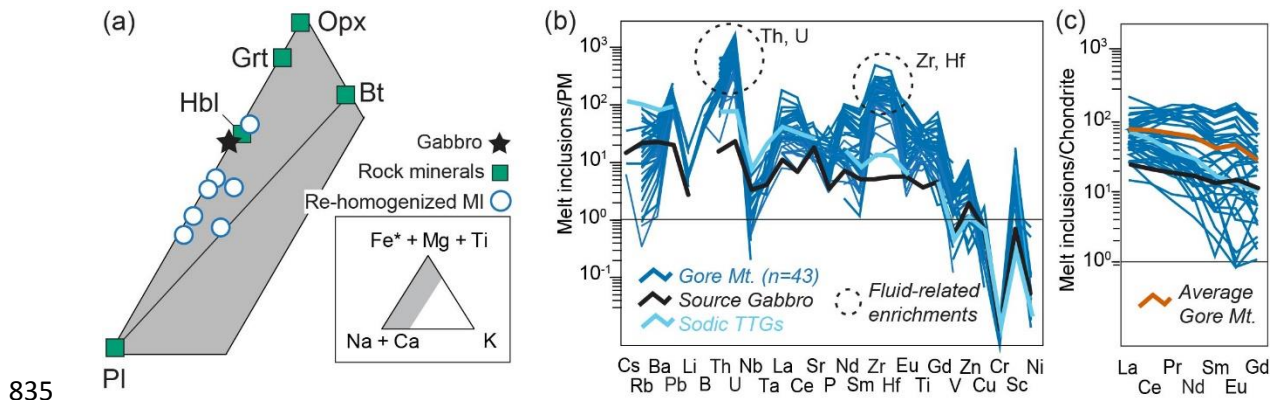 (a)
Opx
Grt
Bt
Hbl
Gabbro
Rock minerals
Re-homogenized MI
Fe* + Mg + Ti
Na + Ca
K
Pl
835
(b)
Melt inclusions/PM
10³
10²
10¹
10⁰
10⁻¹
Th, U
Zr, Hf
Gore Mt. (n=43)
Source Gabbro
Sodic TTGs
Fluid-related
enrichments
Cs Ba Li Th Nb La Sr Nd Zr Eu Gd Zn Cr Ni
Rb Pb B U Ta Ce P Sm Hf Ti V Cu Sc
(c)
Melt inclusions/Chondrite
10³
10²
10¹
10⁰
Average
Gore Mt.
La Pr Sm Gd
Ce Nd Eu